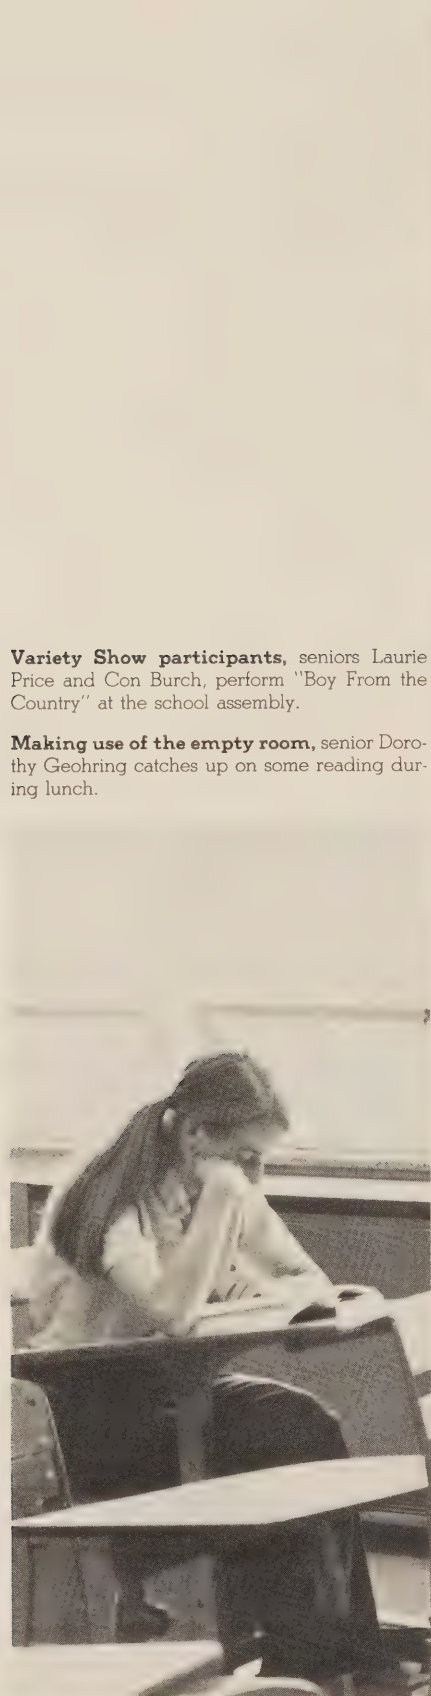 Variety Show participants, seniors Laurie
Price and Con Burch, perform "Boy From the
Country" at the school assembly.
Making use of the empty room, senior Doro-
thy Geohring catches up on some reading dur-
ing lunch.